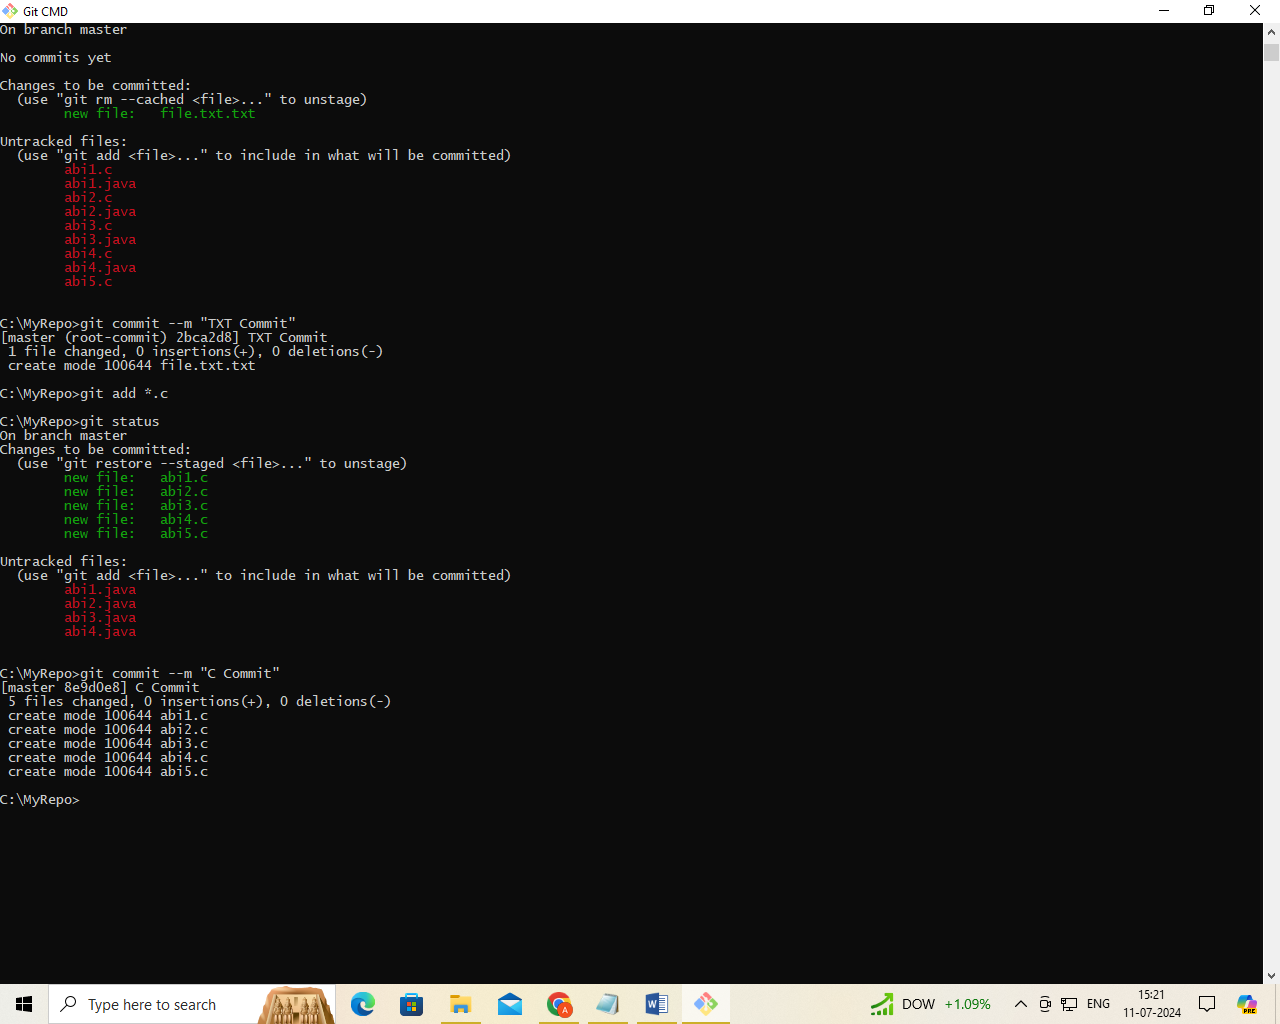 Git CMD
On branch master
No commits yet
Changes to be committed:
(use "git rm --cached <file>..." to unstage)
new file: file.txt.txt
Untracked files:
(use "git add <file>..." to include in what will be committed)
abi1.c
abi1.java
abi2.c
abi2.java
abi3.c
abi3.java
abi4.c
abi4.java
abi5.c
C:\MyRepo>git commit --m "TXT Commit"
[master (root-commit) 2bca2d8] TXT Commit
1 file changed, 0 insertions(+), 0 deletions(-)
create mode 100644 file.txt.txt
C:\MyRepo>git add *.c
C:\MyRepo>git status
On branch master
Changes to be committed:
(use "git restore --staged <file>..." to unstage)
new file: abi1.c
new file: abi2.c
new file: abi3.c
new file: abi4.c
new file: abi5.c
Untracked files:
(use "git add <file>..." to include in what will be committed)
abi1.java
abi2.java
abi3.java
abi4.java
C:\MyRepo>git commit --m "C Commit"
[master 8e9d0e8] C Commit
5 files changed, 0 insertions(+), 0 deletions(-)
create mode 100644 abi1.c
create mode 100644 abi2.c
create mode 100644 abi3.c
create mode 100644 abi4.c
create mode 100644 abi5.c
C:\MyRepo>
Type here to search
A
W
DOW +1.09%
ENG
15:21
11-07-2024
PRE